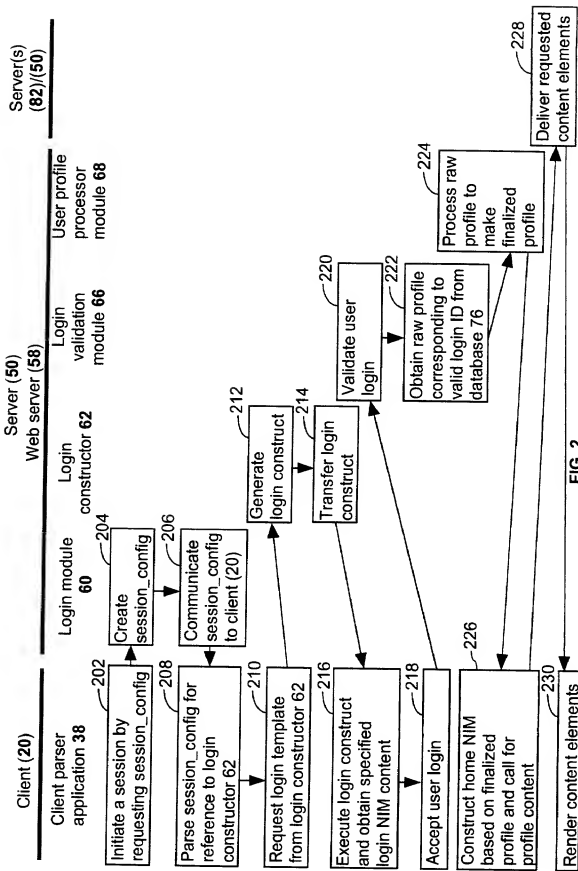 Client (20)
Server (50)
Web server (58)
Server(s)
(82)/(50)
Client parser
application 38
Login module
60
Login
constructor 62
Login
validation
module 66
User profile
processor
module 68
202
Initiate a session by
requesting session_config
204
Create
session_config
206
Communicate
session_config
to client (20)
208
Parse session_config for
reference to login
constructor 62
210
Request login template
from login constructor 62
212
Generate
login construct
214
Transfer login
construct
216
Execute login construct
and obtain specified
login NIM content
218
Accept user login
220
Validate user
login
222
Obtain raw profile
corresponding to
valid login ID from
database 76
224
Process raw
profile to
make
finalized
profile
226
Construct home NIM
based on finalized
profile and call for
profile content
228
Deliver requested
content elements
230
Render content elements
FIG. 2